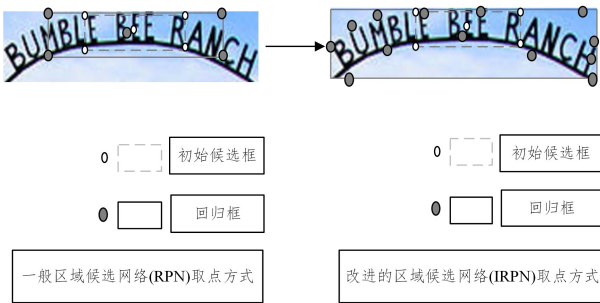 BUMBLE BEE RANCH
BUMBLE BEE RANCH
初始候选框
回归框
一般区域候选网络(RPN)取点方式
初始候选框
回归框
改进的区域候选网络(IRPN)取点方式